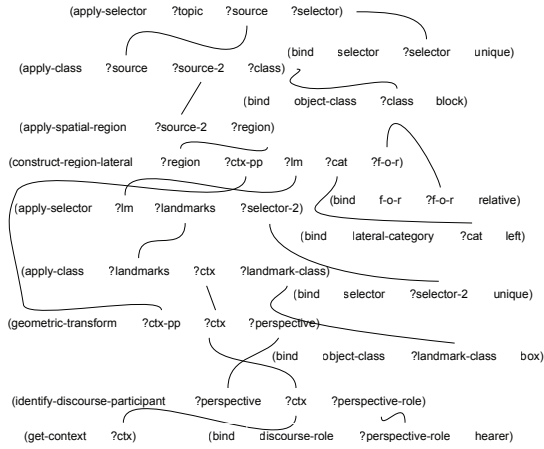 (apply-selector ?topic ?source ?selector)
(bind selector ?selector unique)
(apply-class ?source ?source-2 ?class)
(bind object-class ?class block)
(apply-spatial-region ?source-2 ?region)
(construct-region-lateral ?region ?ctx-pp ?lm ?cat ?f-o-r)
(bind f-o-r ?f-o-r relative)
(apply-selector ?lm ?landmarks ?selector-2)
(bind lateral-category ?cat left)
(apply-class ?landmarks ?ctx ?landmark-class)
(bind selector ?selector-2 unique)
(geometric-transform ?ctx-pp ?ctx ?perspective)
(bind object-class ?landmark-class box)
(identify-discourse-participant ?perspective ?ctx ?perspective-role)
(get-context ?ctx) (bind discourse-role ?perspective-role hearer)